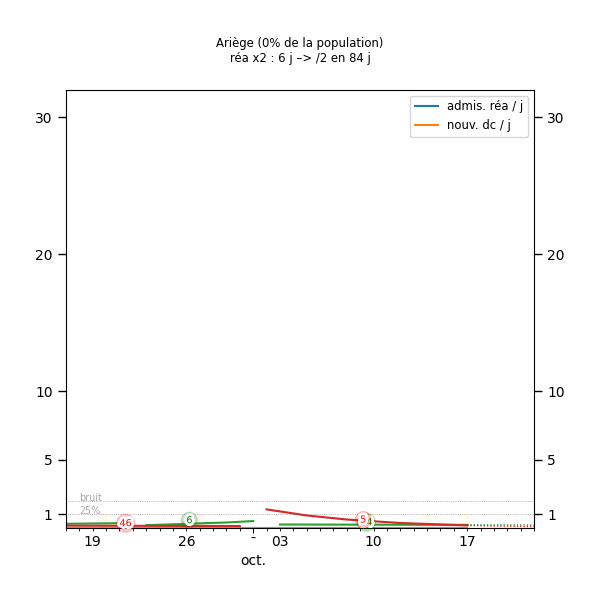 Ariège (0% de la population)
réa x2 : 6 j –> /2 en 84 j
admis. réa / j
nouv. dc / j
30 30
20 20
10 10
5 5
bruit
25%
1 1
46 6 5
19 26 - 03 10 17
oct.